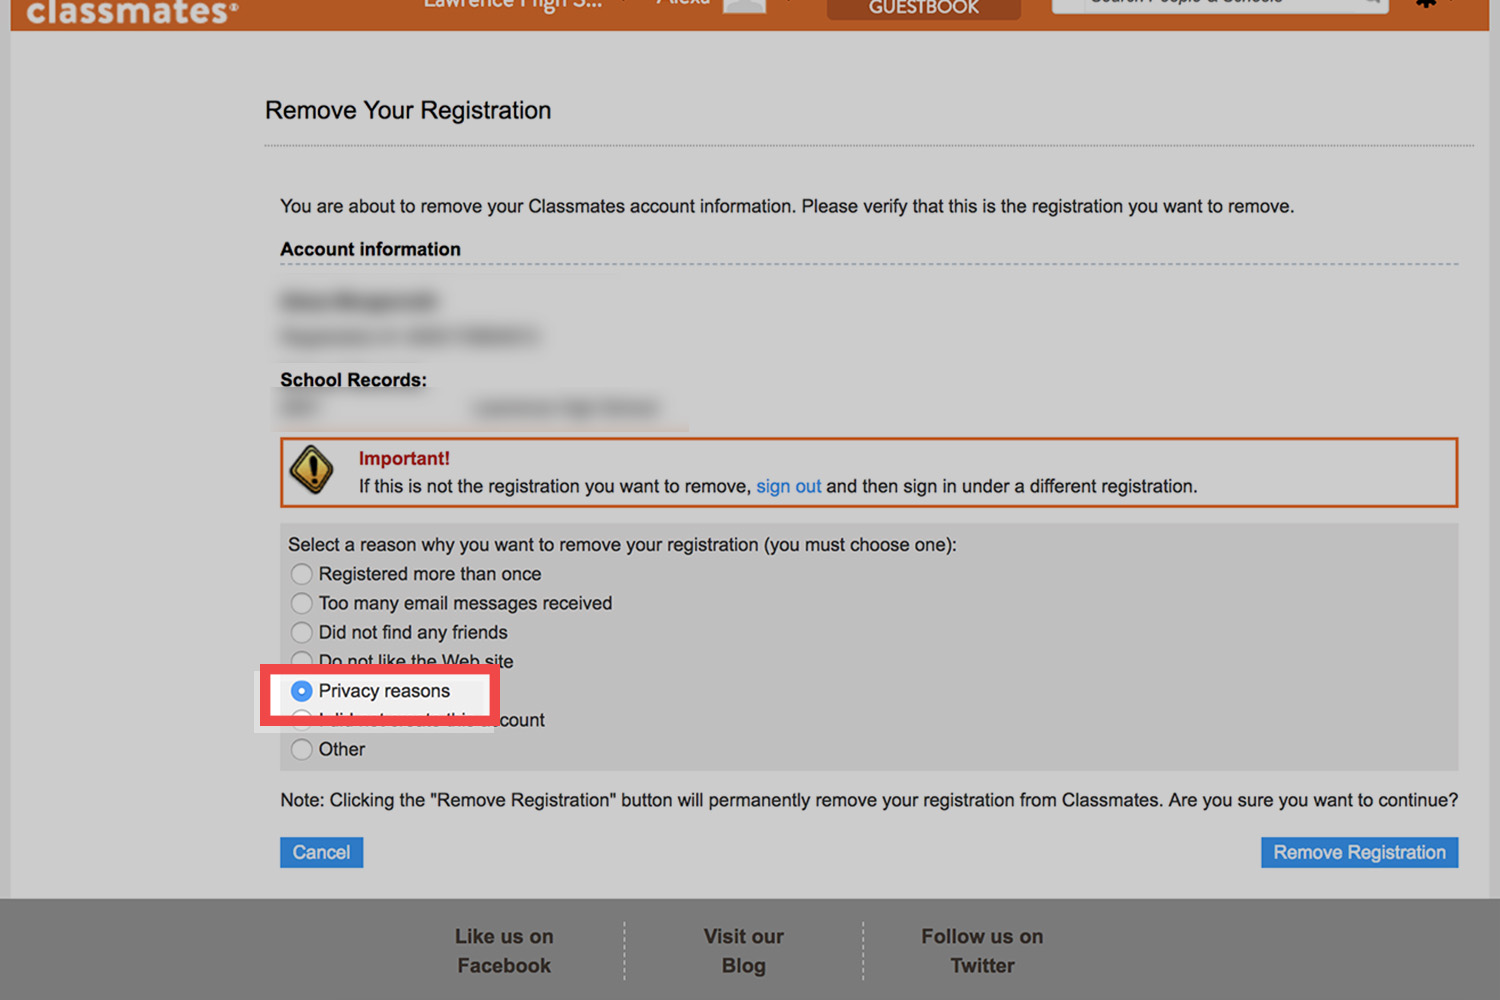 classmates
Lawrence High S...
Alexa
GUESTBOOK
Search People & Schools
Remove Your Registration
You are about to remove your Classmates account information. Please verify that this is the registration you want to remove.
Account information
School Records:
Important!
If this is not the registration you want to remove, sign out and then sign in under a different registration.
Select a reason why you want to remove your registration (you must choose one):
Registered more than once
Too many email messages received
Did not find any friends
Do not like the Web site
Privacy reasons
I did not create this account
Other
Note: Clicking the "Remove Registration" button will permanently remove your registration from Classmates. Are you sure you want to continue?
Cancel
Remove Registration
Like us on
Facebook
Visit our
Blog
Follow us on
Twitter